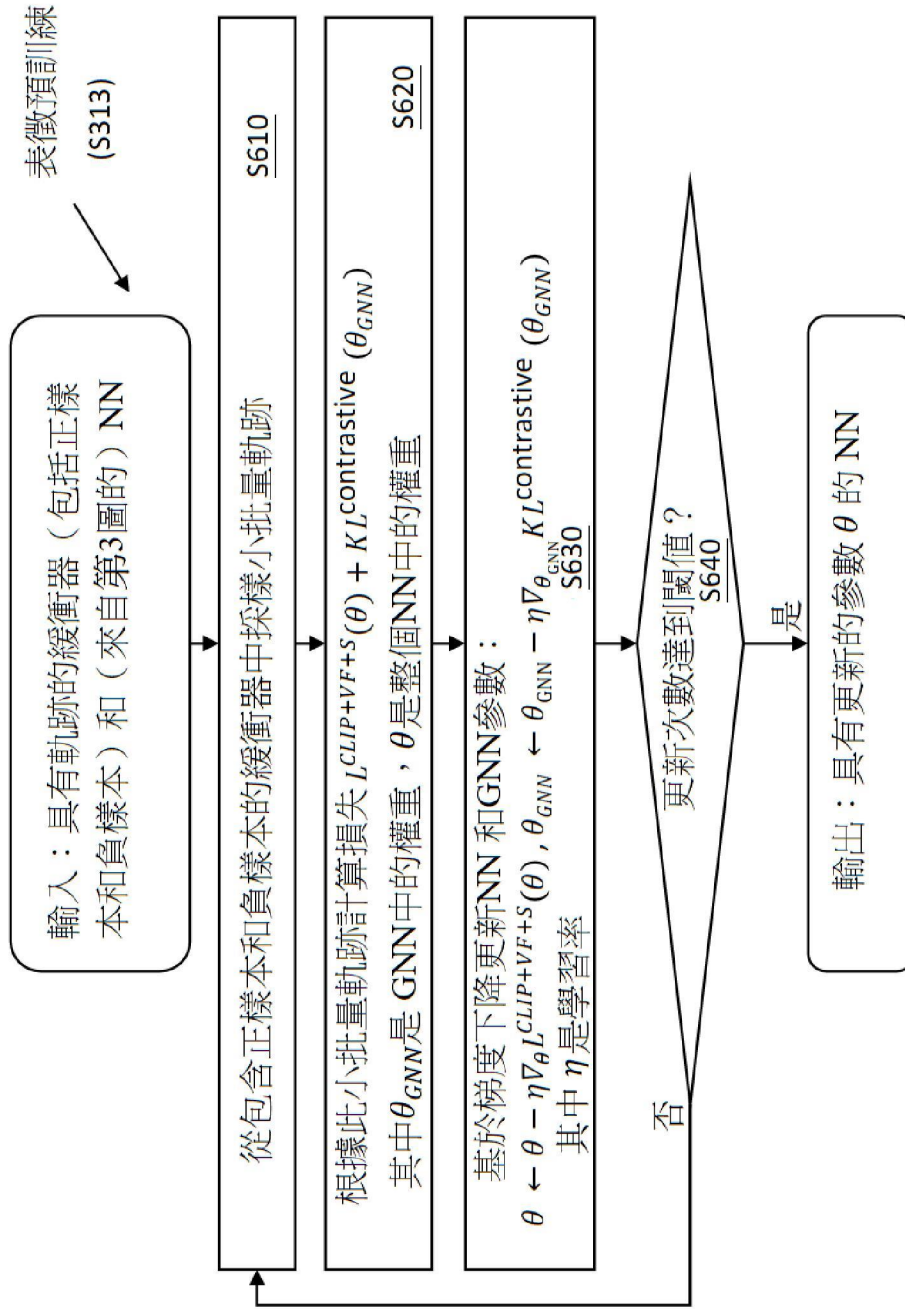 表徵預訓練
(S313)
輸入：具有軌跡的緩衝器（包括正樣
本和負樣本）和（來自第3圖的）NN
從包含正樣本和負樣本的緩衝器中採樣小批量軌跡
S610
根據此小批量軌跡計算損失 L^{CLIP+VF+S}(θ) + KL^{contrastive} (θ_{GNN})
其中θ_{GNN}是 GNN中的權重，θ是整個NN中的權重
S620
基於梯度下降更新NN 和GNN參數：
θ ← θ − η∇_θL^{CLIP+VF+S}(θ), θ_{GNN} ← θ_{GNN} − η∇_{θ_{GNN}} KL^{contrastive} (θ_{GNN})
其中 η是學習率
S630
更新次數達到閾值？
S640
否
是
輸出：具有更新的參數 θ 的 NN